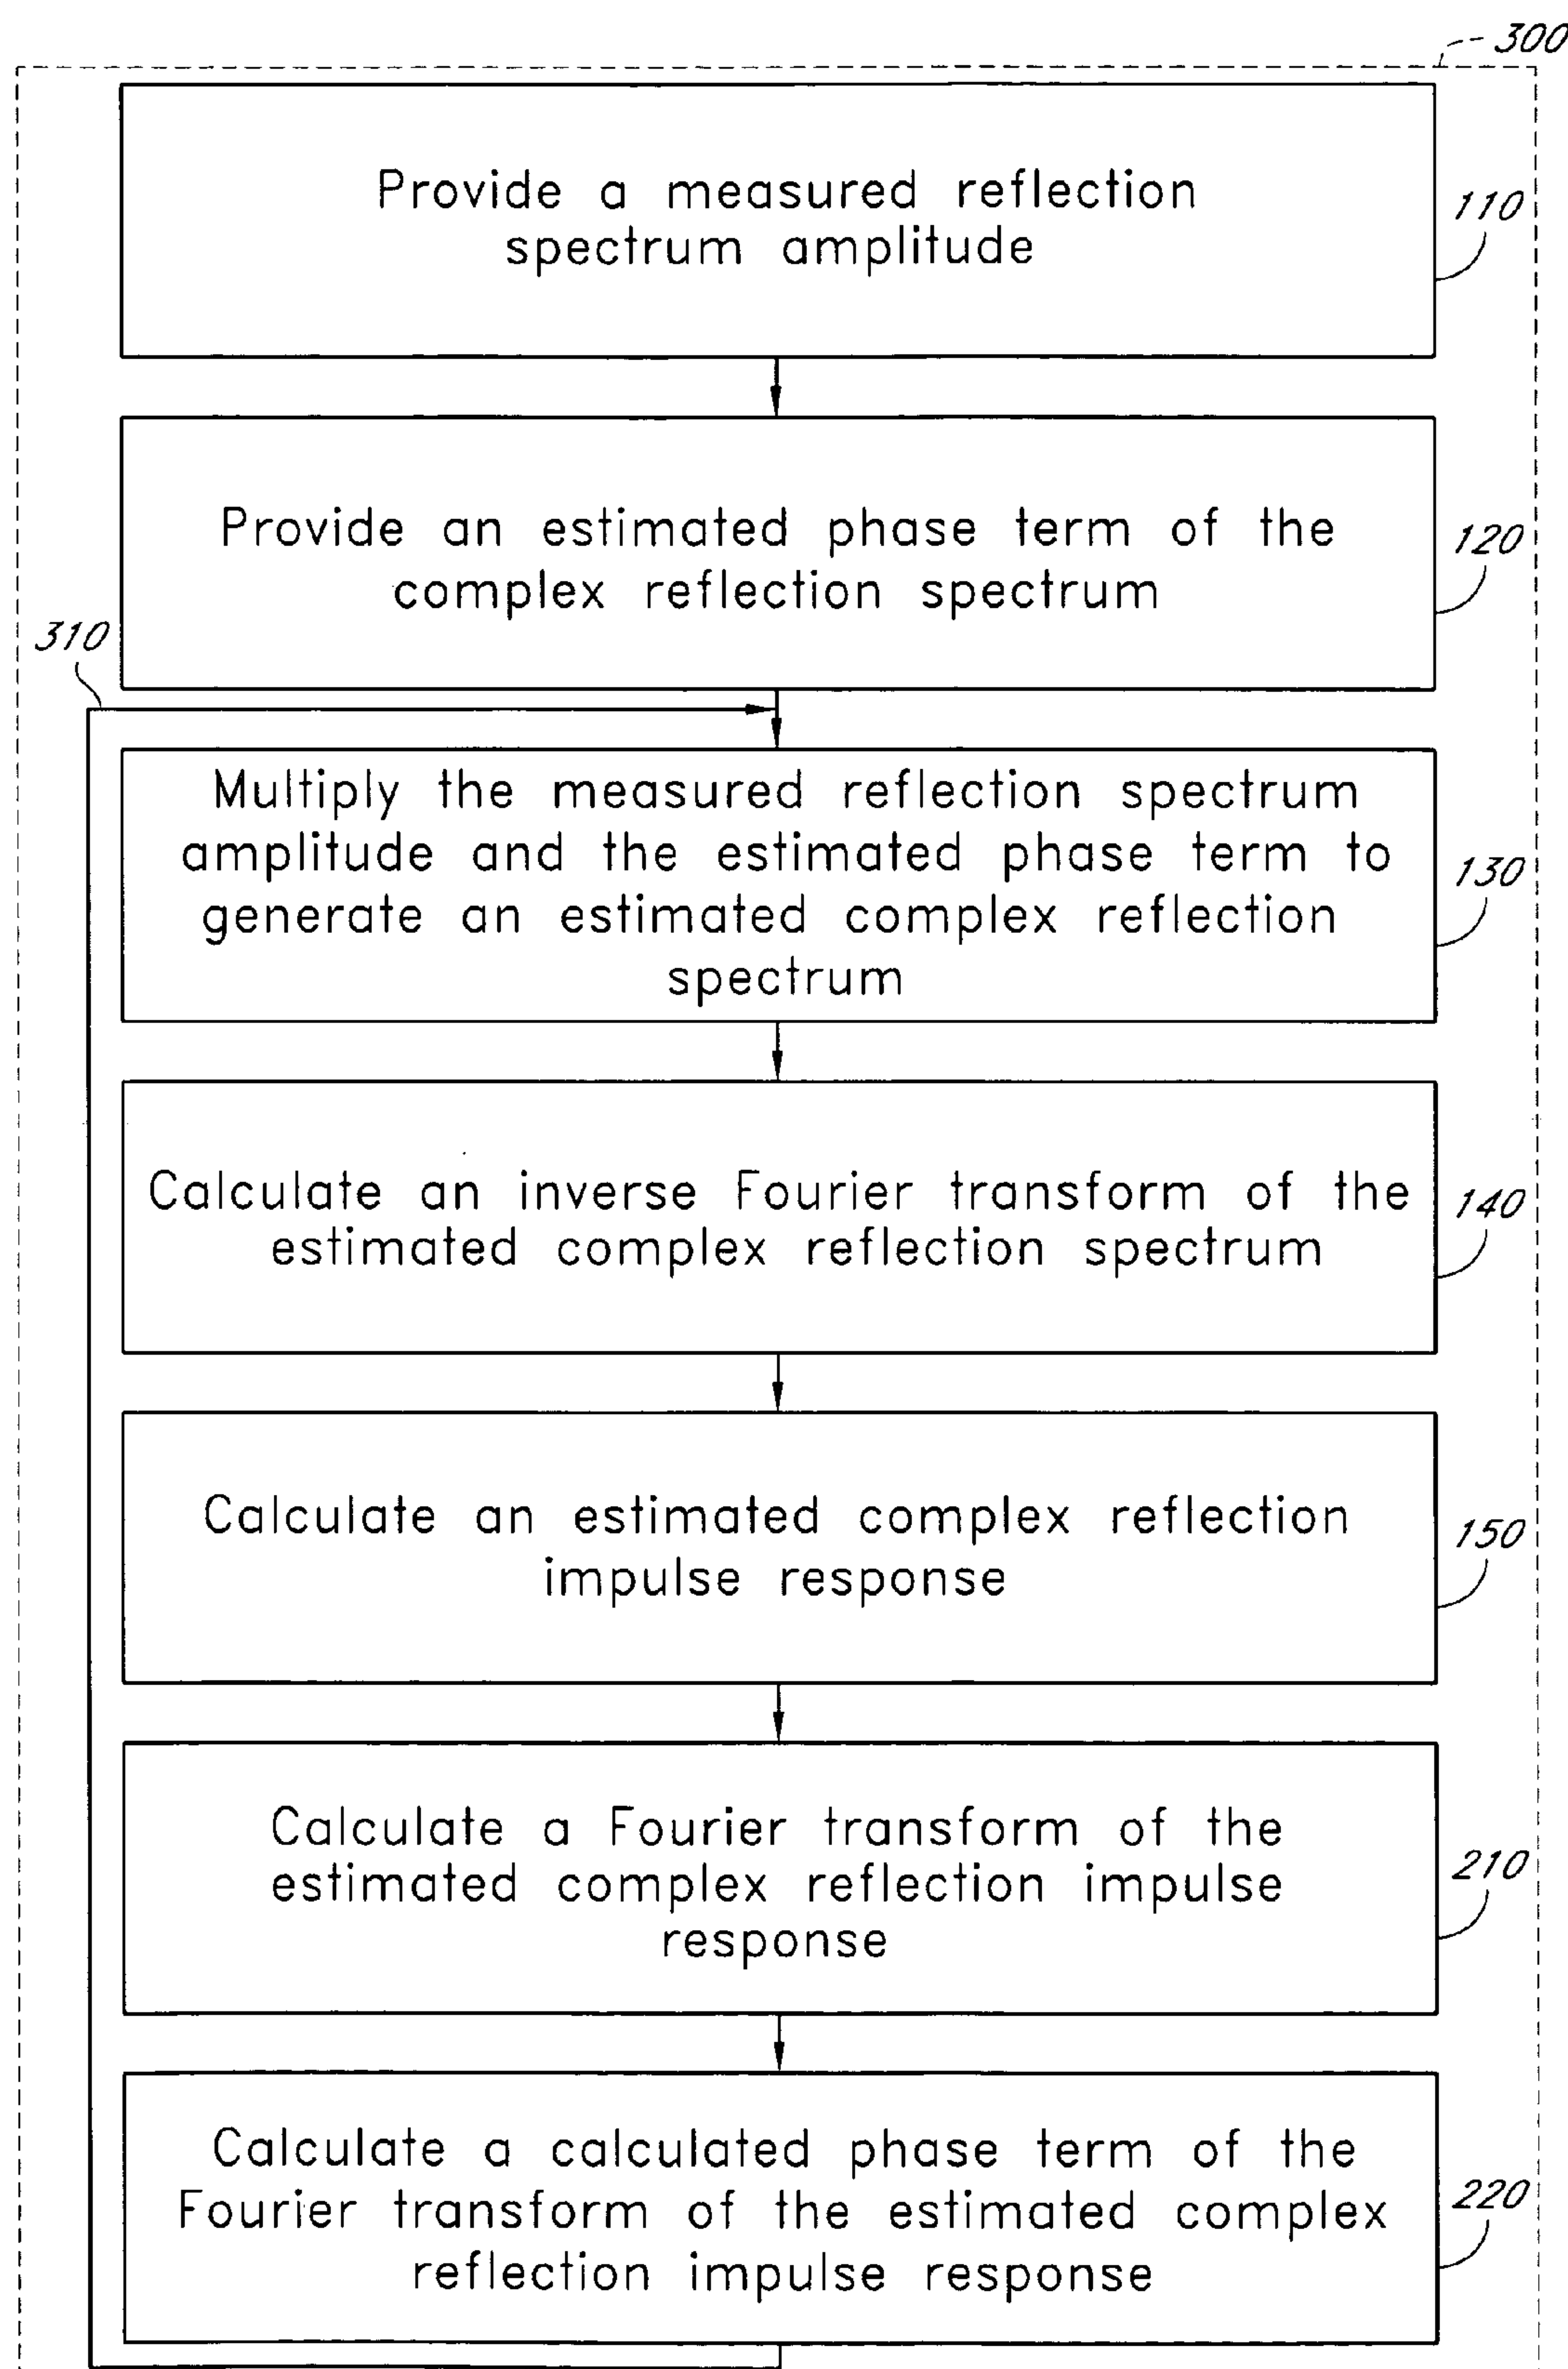 300
Provide a measured reflection
spectrum amplitude
110
Provide an estimated phase term of the
complex reflection spectrum
120
310
Multiply the measured reflection spectrum
amplitude and the estimated phase term to
generate an estimated complex reflection
spectrum
130
Calculate an inverse Fourier transform of the
estimated complex reflection spectrum
140
Calculate an estimated complex reflection
impulse response
150
Calculate a Fourier transform of the
estimated complex reflection impulse
response
210
Calculate a calculated phase term of the
Fourier transform of the estimated complex
reflection impulse response
220